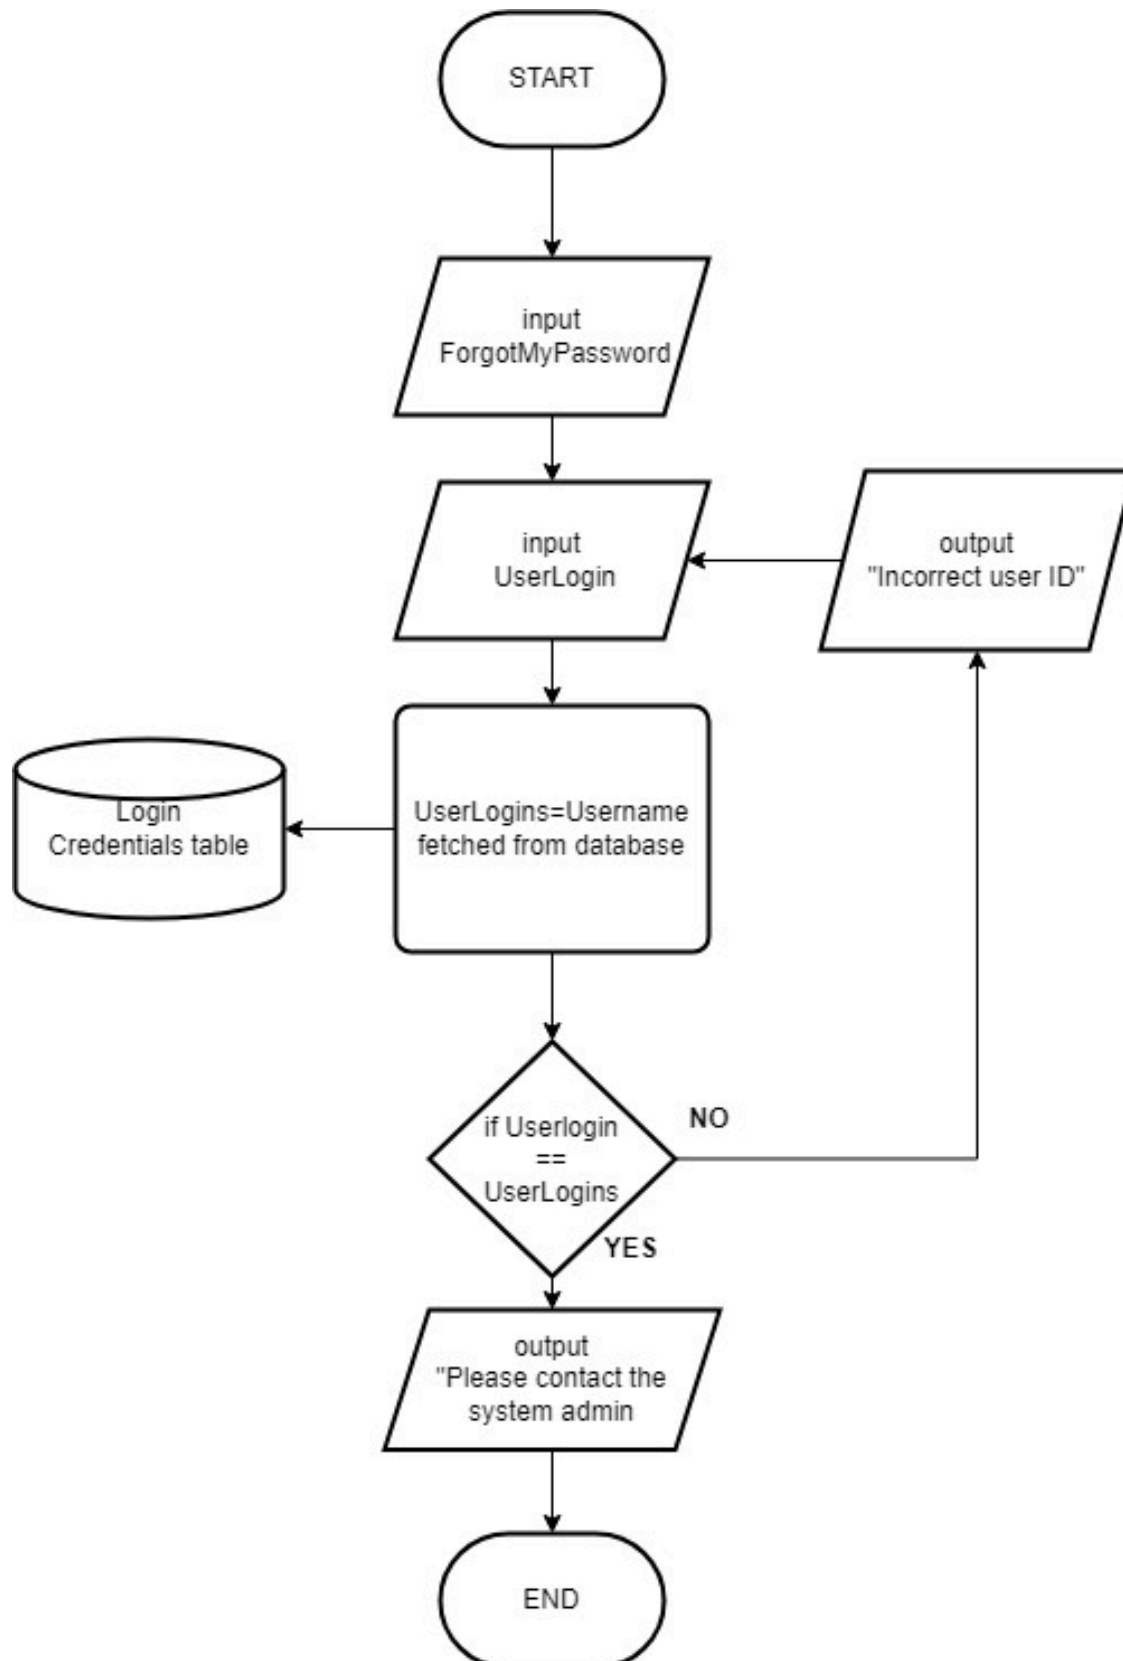 START
input
ForgotMyPassword
input
UserLogin
output
"Incorrect user ID"
Login
Credentials table
UserLogins=Username
fetched from database
if Userlogin
==
UserLogins
NO
YES
output
"Please contact the
system admin
END